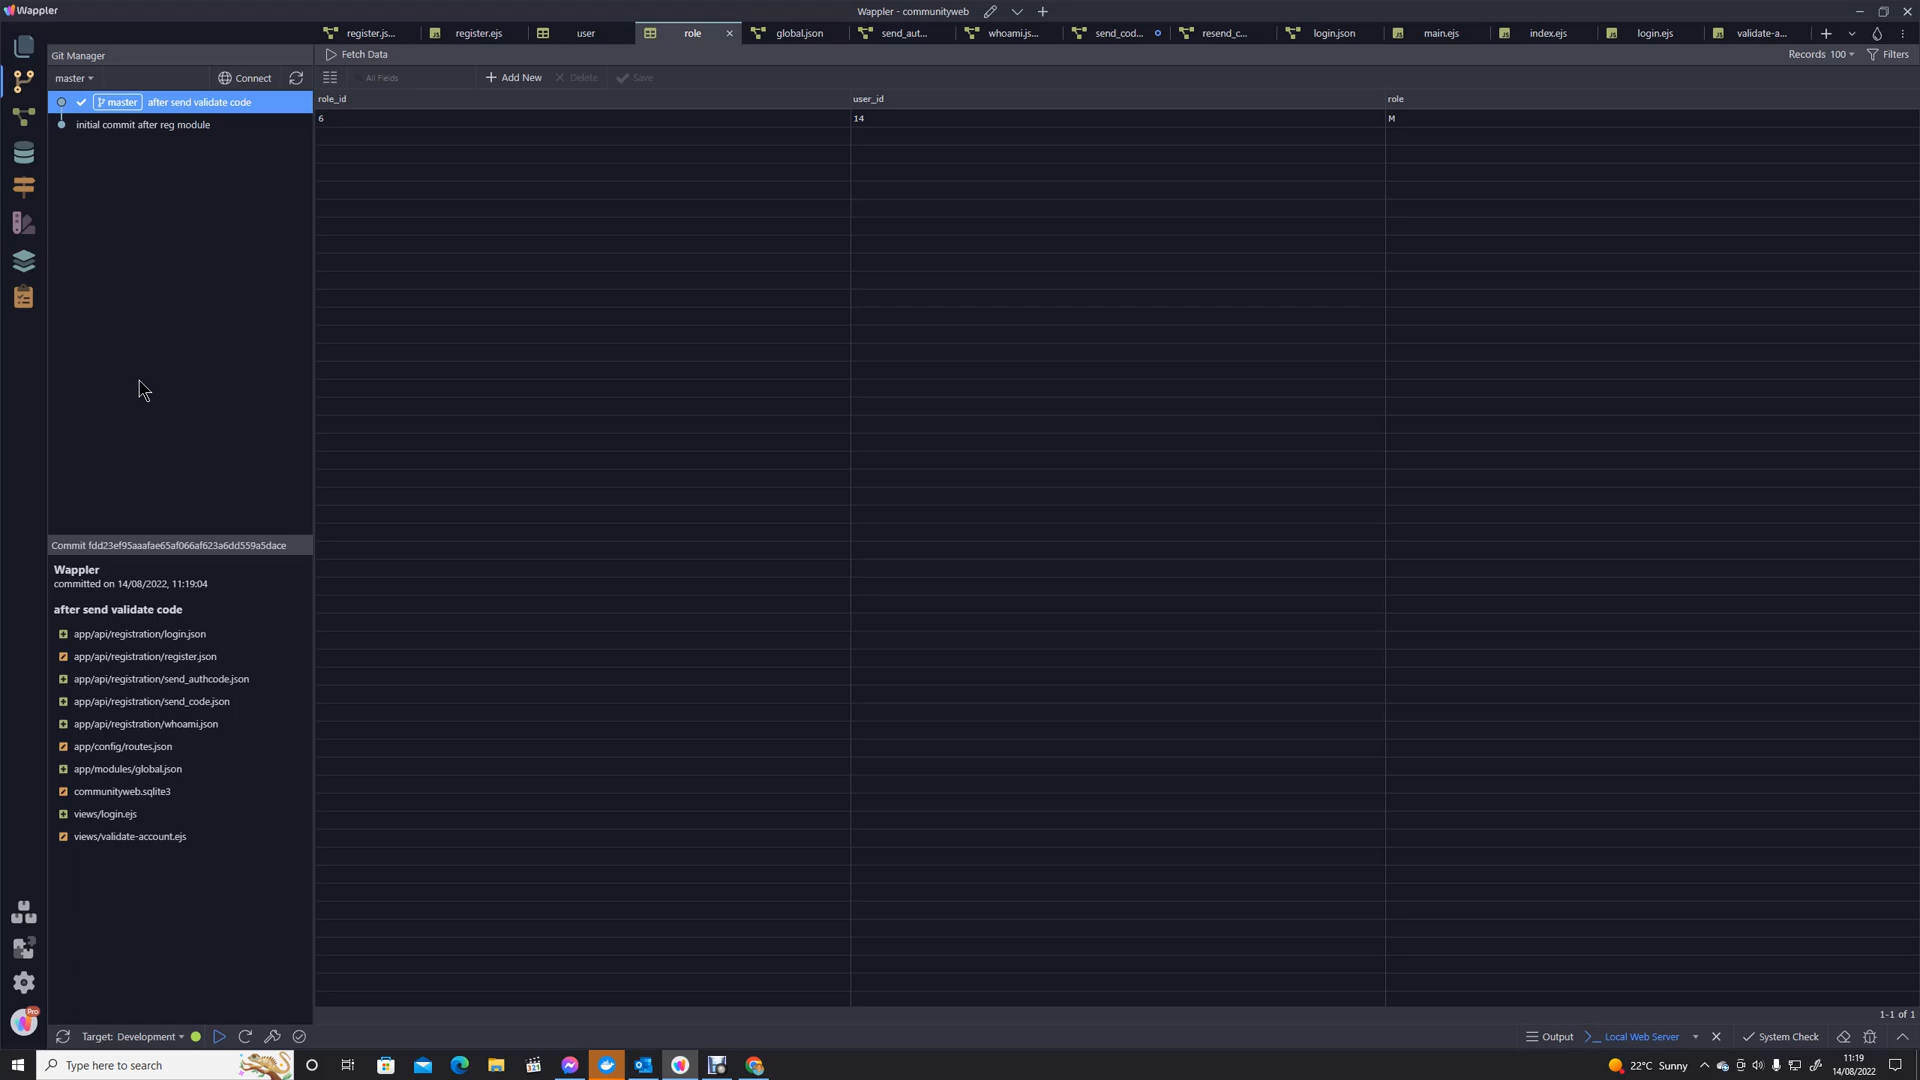 Wappler
Wappler - communityweb
register.js...
register.ejs
user
role
global.json
send_aut...
whoami.js...
send_cod...
resend_c...
login.json
main.ejs
index.ejs
login.ejs
validate-a...
Git Manager
Fetch Data
Records 100
Filters
master
Connect
All Fields
Add New
Delete
Save
master
after send validate code
role_id
user_id
role
6
14
M
initial commit after reg module
Commit fdd23ef95aaafae65af066af623a6dd559a5dace
Wappler
committed on 14/08/2022, 11:19:04
after send validate code
app/api/registration/login.json
app/api/registration/register.json
app/api/registration/send_authcode.json
app/api/registration/send_code.json
app/api/registration/whoami.json
app/config/routes.json
app/modules/global.json
communityweb.sqlite3
views/login.ejs
views/validate-account.ejs
Pro
1-1 of 1
Target: Development
Output
Local Web Server
System Check
Type here to search
22°C Sunny
11:19
14/08/2022